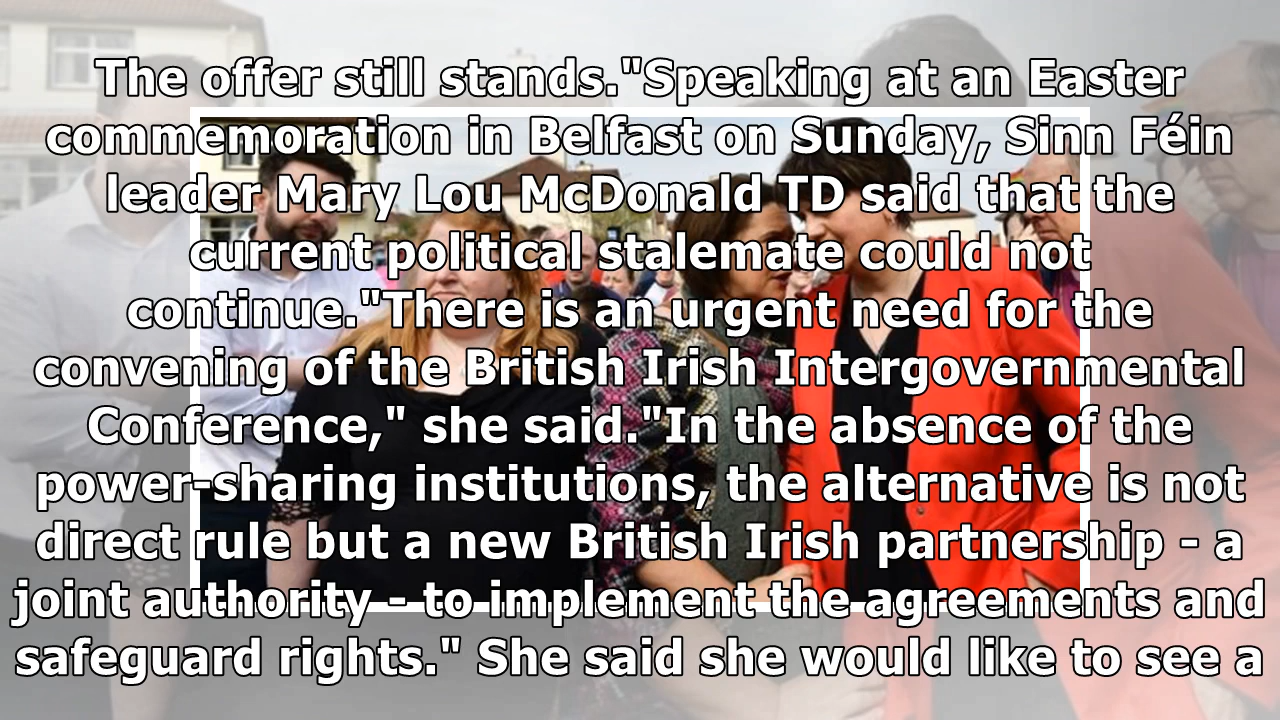 The offer still stands."Speaking at an Easter
commemoration in Belfast on Sunday, Sinn Féin
leader Mary Lou McDonald TD said that the
current political stalemate could not
continue."There is an urgent need for the
convening of the British Irish Intergovernmental
Conference," she said."In the absence of the
power-sharing institutions, the alternative is not
direct rule but a new British Irish partnership - a
joint authority - to implement the agreements and
safeguard rights." She said she would like to see a